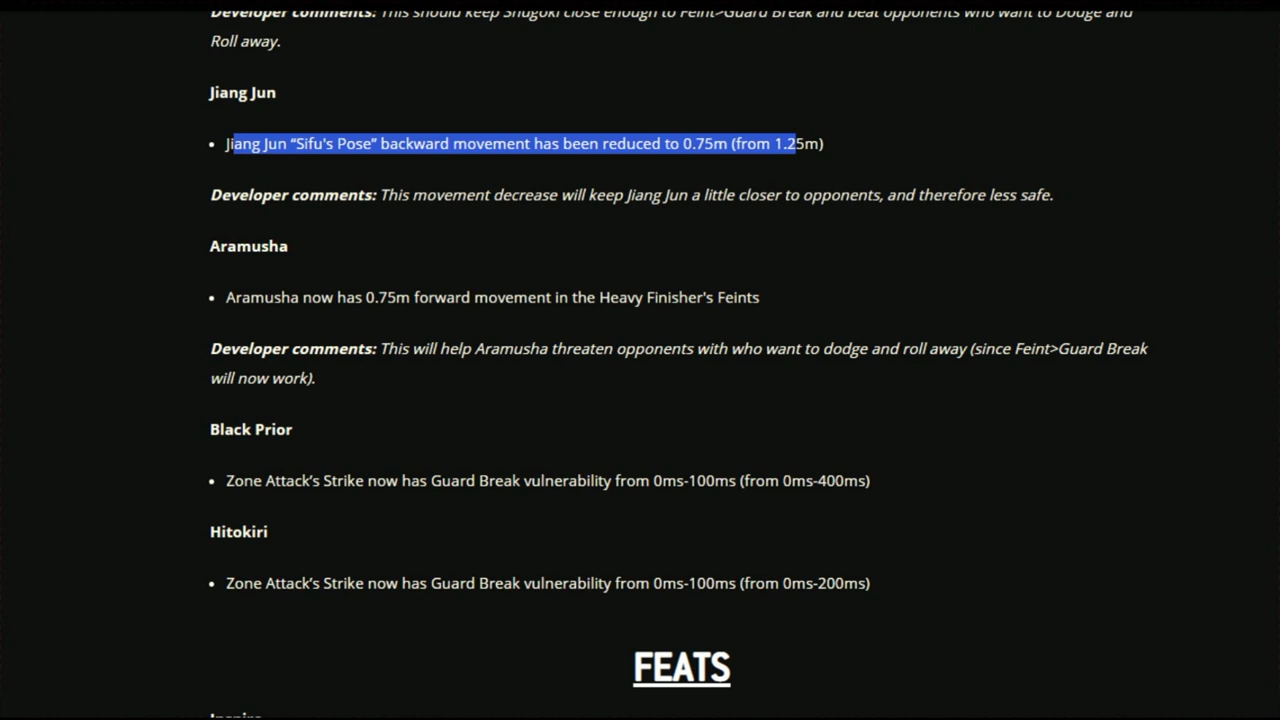 Developer comments: This should keep Shugoki close enough to Feint>Guard Break and beat opponents who want to Dodge and
Roll away.
Jiang Jun
• Jiang Jun “Sifu's Pose” backward movement has been reduced to 0.75m (from 1.25m)
Developer comments: This movement decrease will keep Jiang Jun a little closer to opponents, and therefore less safe.
Aramusha
• Aramusha now has 0.75m forward movement in the Heavy Finisher's Feints
Developer comments: This will help Aramusha threaten opponents with who want to dodge and roll away (since Feint>Guard Break
will now work).
Black Prior
• Zone Attack’s Strike now has Guard Break vulnerability from 0ms-100ms (from 0ms-400ms)
Hitokiri
• Zone Attack’s Strike now has Guard Break vulnerability from 0ms-100ms (from 0ms-200ms)
FEATS
Inspire